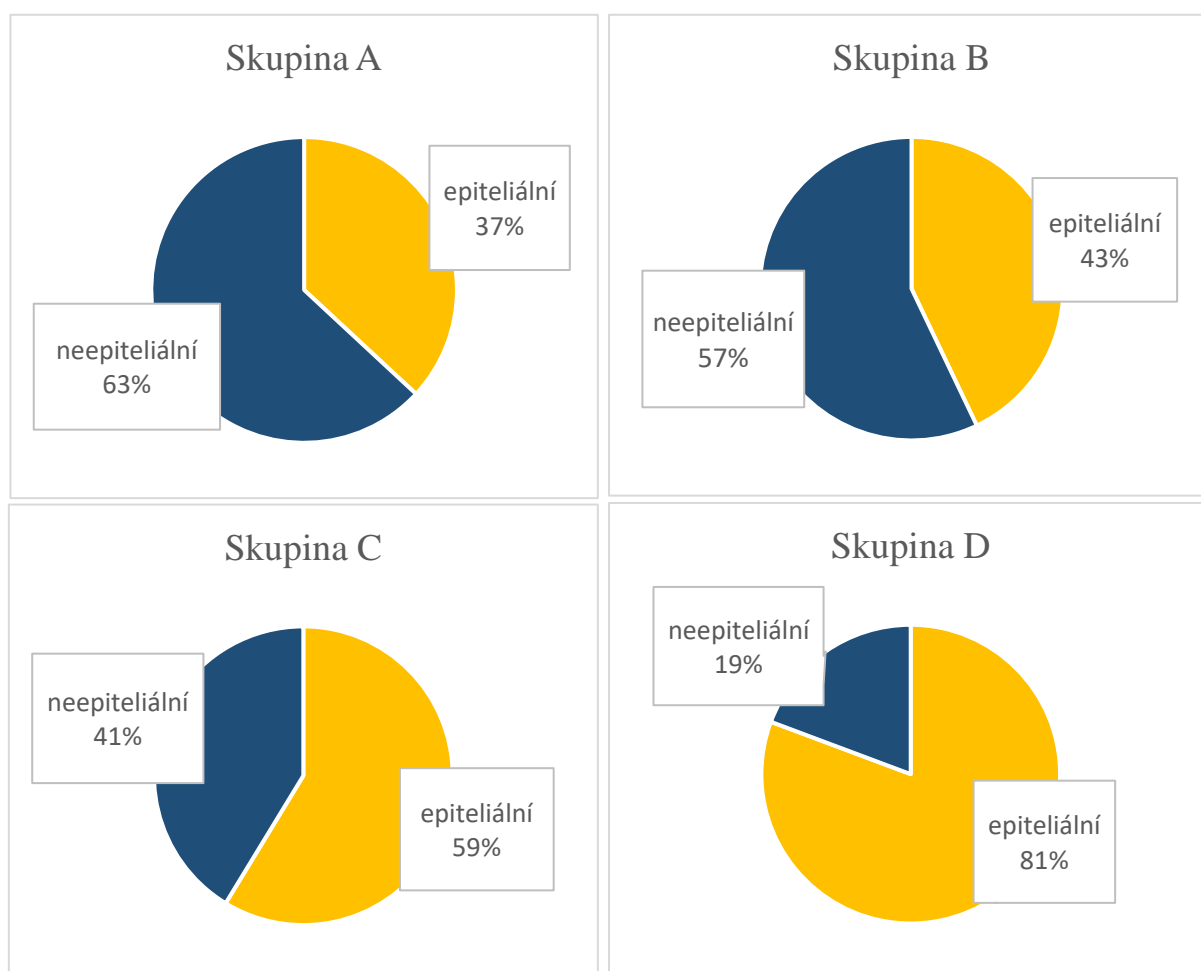 Skupina A
epiteliální
37%
neepiteliální
63%
Skupina B
epiteliální
43%
neepiteliální
57%
Skupina C
neepiteliální
41%
epiteliální
59%
Skupina D
neepiteliální
19%
epiteliální
81%